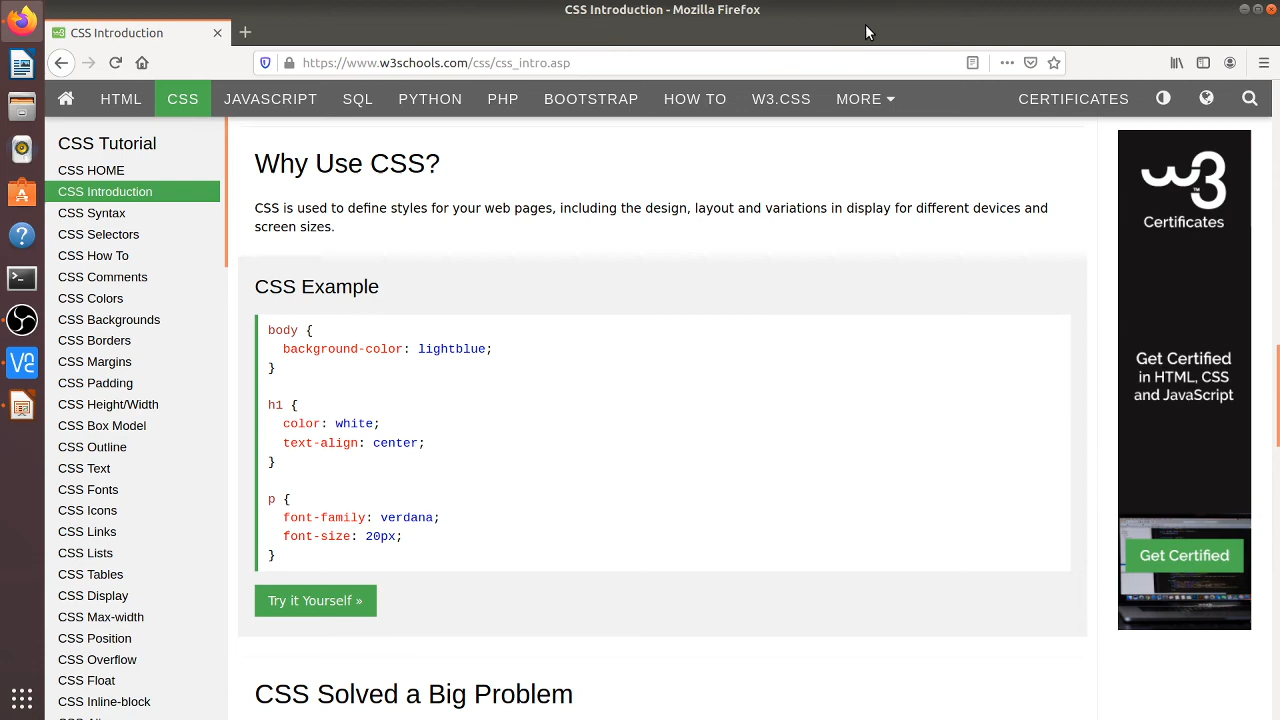 CSS Introduction - Mozilla Firefox
CSS Introduction
https://www.w3schools.com/css/css_intro.asp
HTML CSS JAVASCRIPT SQL PYTHON PHP BOOTSTRAP HOW TO W3.CSS MORE CERTIFICATES
CSS Tutorial
CSS HOME
CSS Introduction
CSS Syntax
CSS Selectors
CSS How To
CSS Comments
CSS Colors
CSS Backgrounds
CSS Borders
CSS Margins
CSS Padding
CSS Height/Width
CSS Box Model
CSS Outline
CSS Text
CSS Fonts
CSS Icons
CSS Links
CSS Lists
CSS Tables
CSS Display
CSS Max-width
CSS Position
CSS Overflow
CSS Float
CSS Inline-block
Why Use CSS?
CSS is used to define styles for your web pages, including the design, layout and variations in display for different devices and
screen sizes.
CSS Example
body {
  background-color: lightblue;
}
h1 {
  color: white;
  text-align: center;
}
p {
  font-family: verdana;
  font-size: 20px;
}
Try it Yourself »
CSS Solved a Big Problem
w3
TM
Certificates
Get Certified
in HTML, CSS
and JavaScript
Get Certified